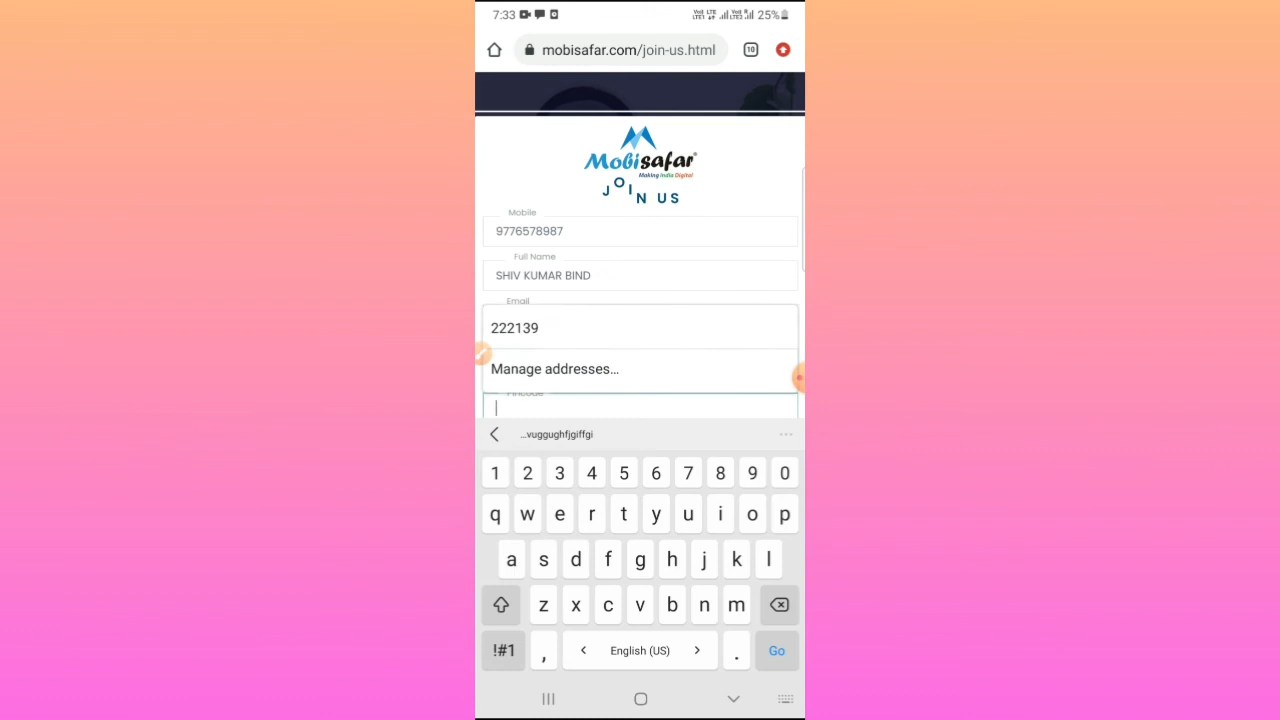 7:33 25%
mobisafar.com/join-us.html 10
Mobisafar
Making India Digital
JOIN US
Mobile
9776578987
Full Name
SHIV KUMAR BIND
Email
222139
Manage addresses...
Pincode
...vuggughfjgiffgi
1 2 3 4 5 6 7 8 9 0
q w e r t y u i o p
a s d f g h j k l
z x c v b n m
!#1 , < English (US) > . Go